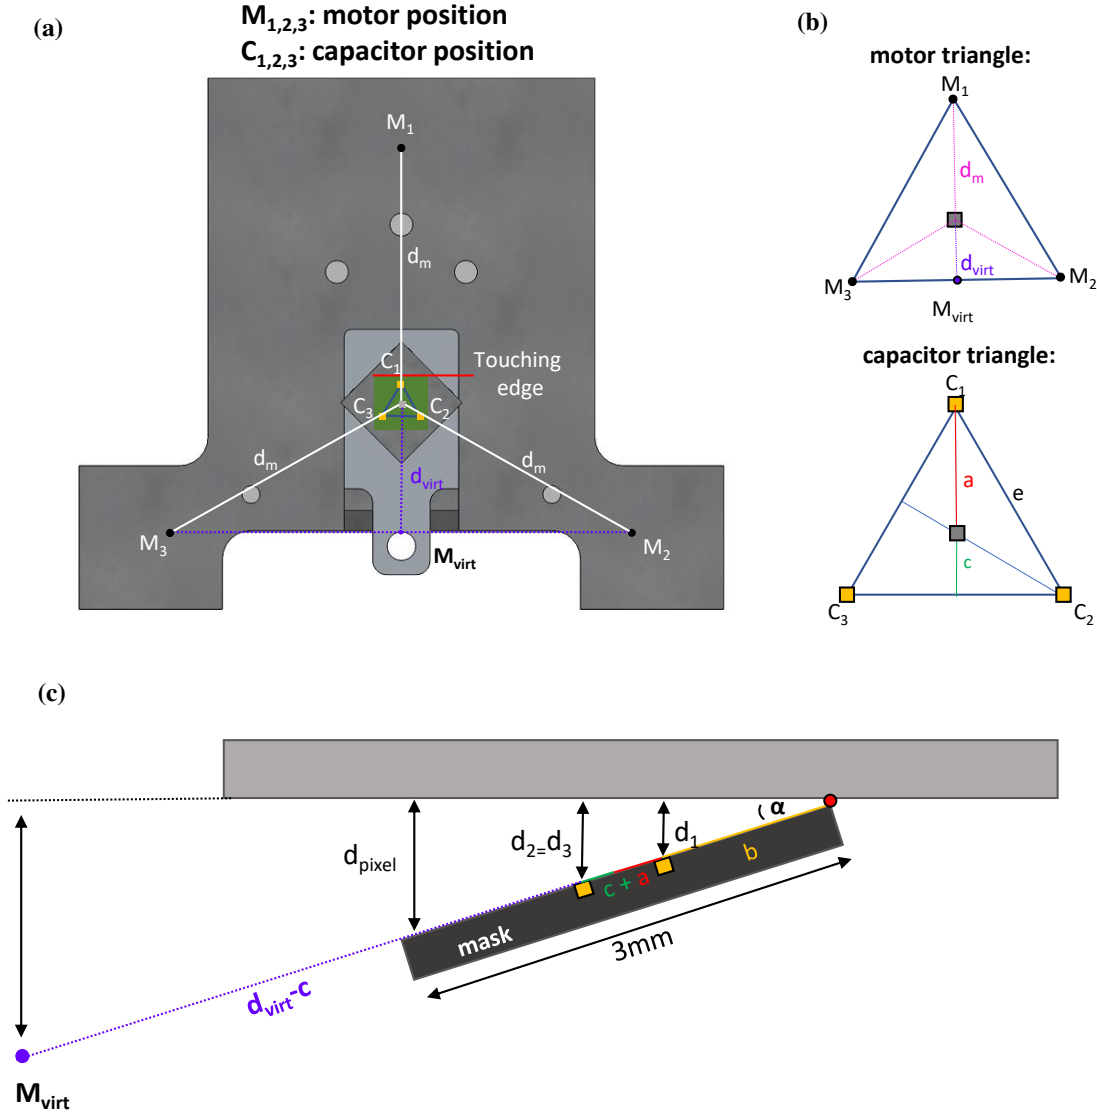 (a)
M1,2,3: motor position
C1,2,3: capacitor position
M1
dm
Touching
edge
C1
C3
C2
dm
dvirt
dm
M3
M2
Mvirt
(b)
motor triangle:
M1
dm
dvirt
M3
M2
Mvirt
capacitor triangle:
C1
a
e
c
C3
C2
(c)
α
d1
d2=d3
dpixel
b
c + a
mask
3mm
dvirt-c
Mvirt